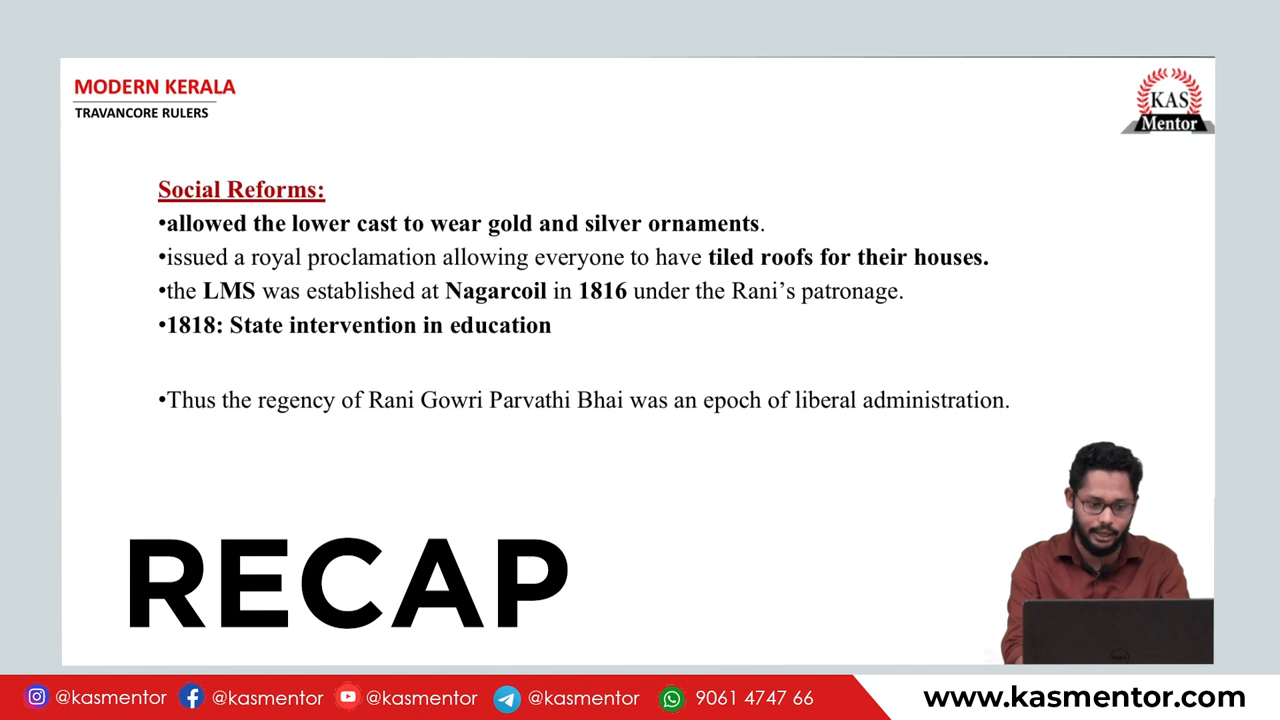 MODERN KERALA
TRAVANCORE RULERS
KAS
Mentor
Social Reforms:
•allowed the lower cast to wear gold and silver ornaments.
•issued a royal proclamation allowing everyone to have tiled roofs for their houses.
•the LMS was established at Nagarcoil in 1816 under the Rani’s patronage.
•1818: State intervention in education
•Thus the regency of Rani Gowri Parvathi Bhai was an epoch of liberal administration.
RECAP
@kasmentor @kasmentor @kasmentor @kasmentor 9061 4747 66 www.kasmentor.com